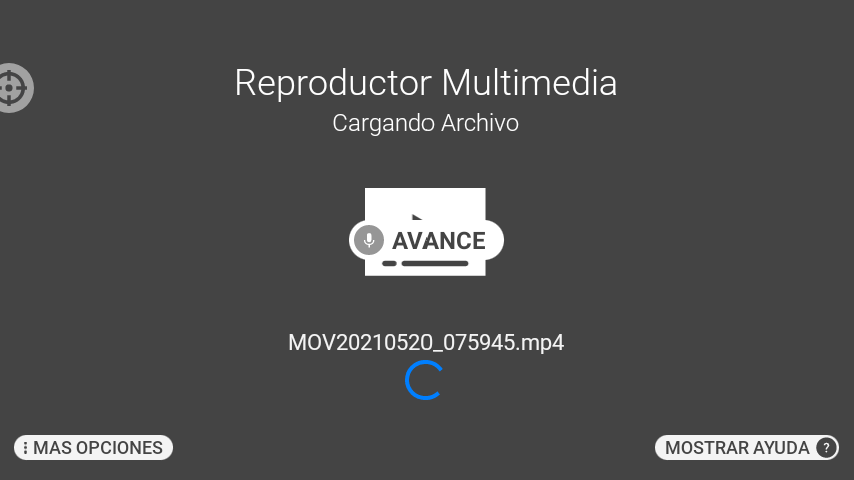 Reproductor Multimedia
Cargando Archivo
AVANCE
MOV20210520_075945.mp4
MAS OPCIONES
MOSTRAR AYUDA ?